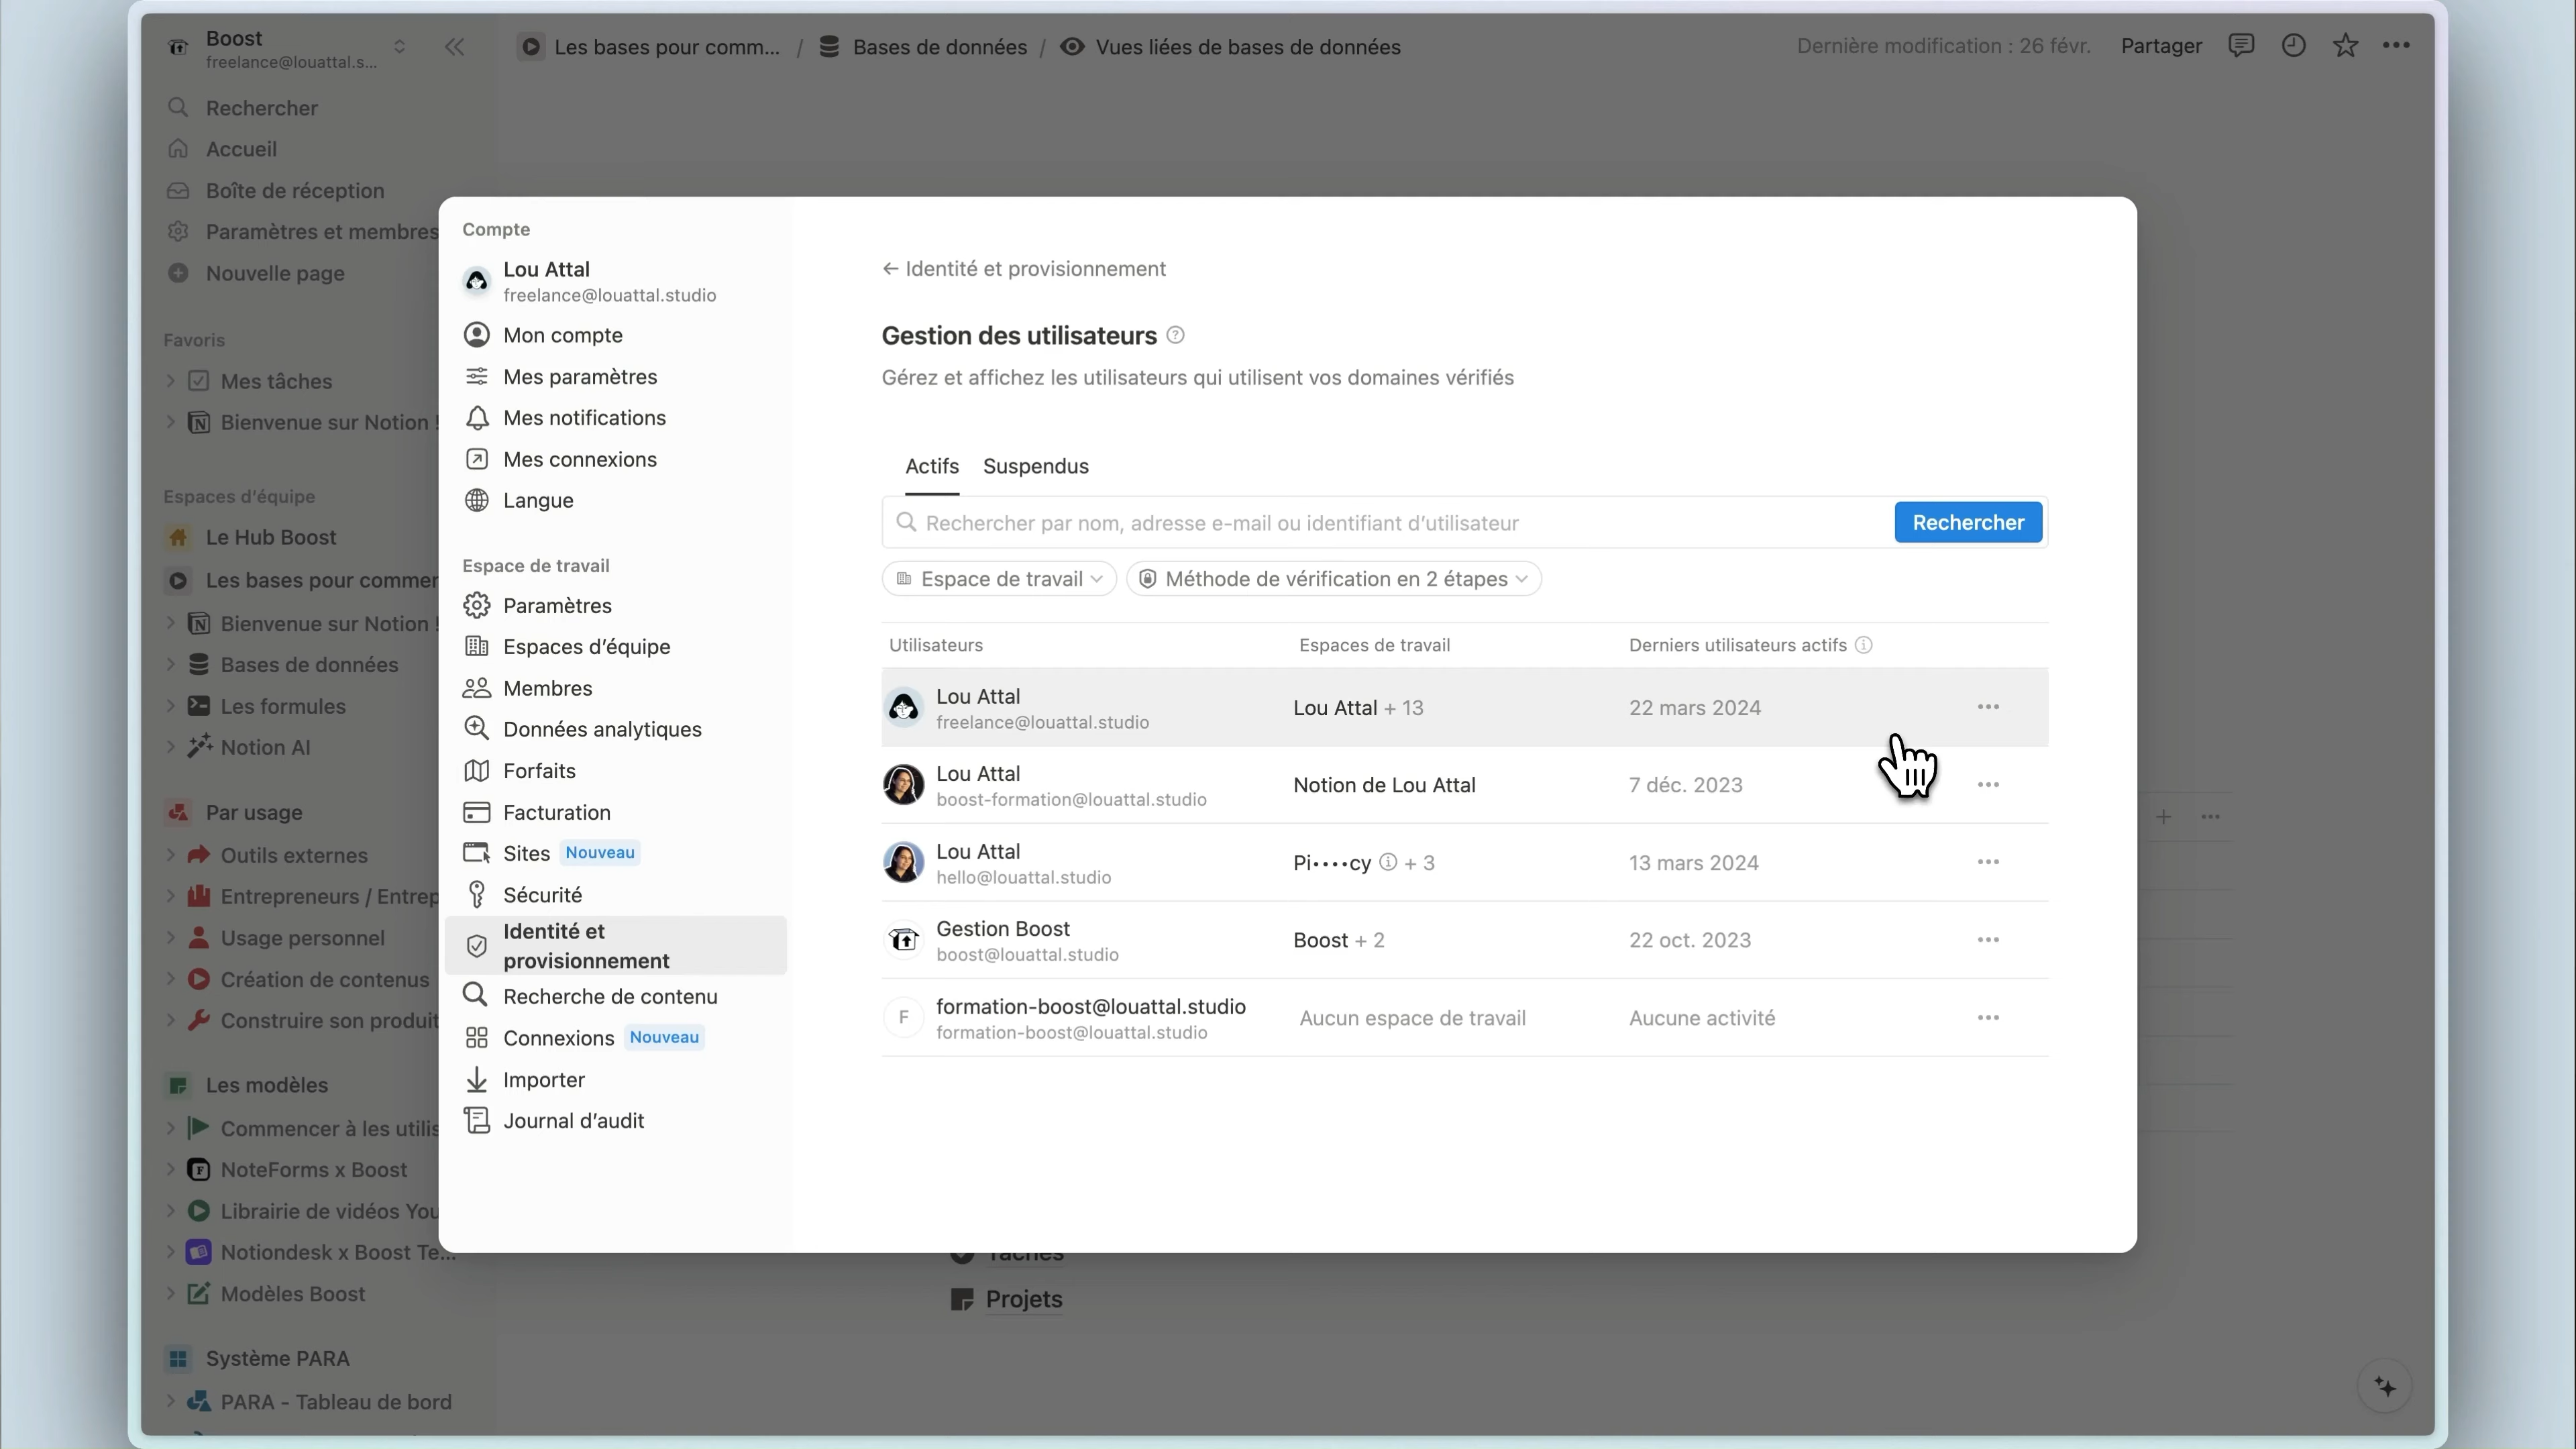 Boost
freelance@louattal.s...
Rechercher
Accueil
Boîte de réception
Paramètres et membres
Nouvelle page
Favoris
Mes tâches
Bienvenue sur Notion !
Espaces d'équipe
Le Hub Boost
Les bases pour commer
Bienvenue sur Notion !
Bases de données
Les formules
Notion AI
Par usage
Outils externes
Entrepreneurs / Entrep
Usage personnel
Création de contenus
Construire son produit
Les modèles
Commencer à les utilis
NoteForms x Boost
Librairie de vidéos You
Notiondesk x Boost Te...
Modèles Boost
Système PARA
PARA - Tableau de bord
Les bases pour comm... / Bases de données / Vues liées de bases de données
Dernière modification : 26 févr. Partager
Compte
Lou Attal
freelance@louattal.studio
Mon compte
Mes paramètres
Mes notifications
Mes connexions
Langue
Espace de travail
Paramètres
Espaces d'équipe
Membres
Données analytiques
Forfaits
Facturation
Sites Nouveau
Sécurité
Identité et
provisionnement
Recherche de contenu
Connexions Nouveau
Importer
Journal d'audit
← Identité et provisionnement
Gestion des utilisateurs
Gérez et affichez les utilisateurs qui utilisent vos domaines vérifiés
Actifs Suspendus
Rechercher par nom, adresse e-mail ou identifiant d'utilisateur Rechercher
Espace de travail Méthode de vérification en 2 étapes
Utilisateurs Espaces de travail Derniers utilisateurs actifs
Lou Attal
freelance@louattal.studio
Lou Attal + 13
22 mars 2024
Lou Attal
boost-formation@louattal.studio
Notion de Lou Attal
7 déc. 2023
Lou Attal
hello@louattal.studio
Pi••••cy + 3
13 mars 2024
Gestion Boost
boost@louattal.studio
Boost + 2
22 oct. 2023
F
formation-boost@louattal.studio
formation-boost@louattal.studio
Aucun espace de travail
Aucune activité
Tâches
Projets